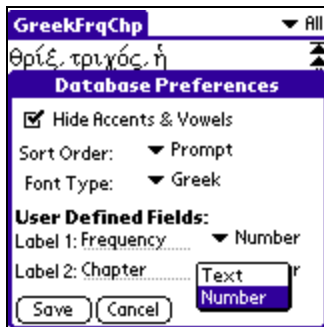 GreekFrqChp All
θρίξ, τριχός, ἡ
Database Preferences
Hide Accents & Vowels
Sort Order: Prompt
Font Type: Greek
User Defined Fields:
Label 1: Frequency Number
Label 2: Chapter r
Text
Number
Save Cancel